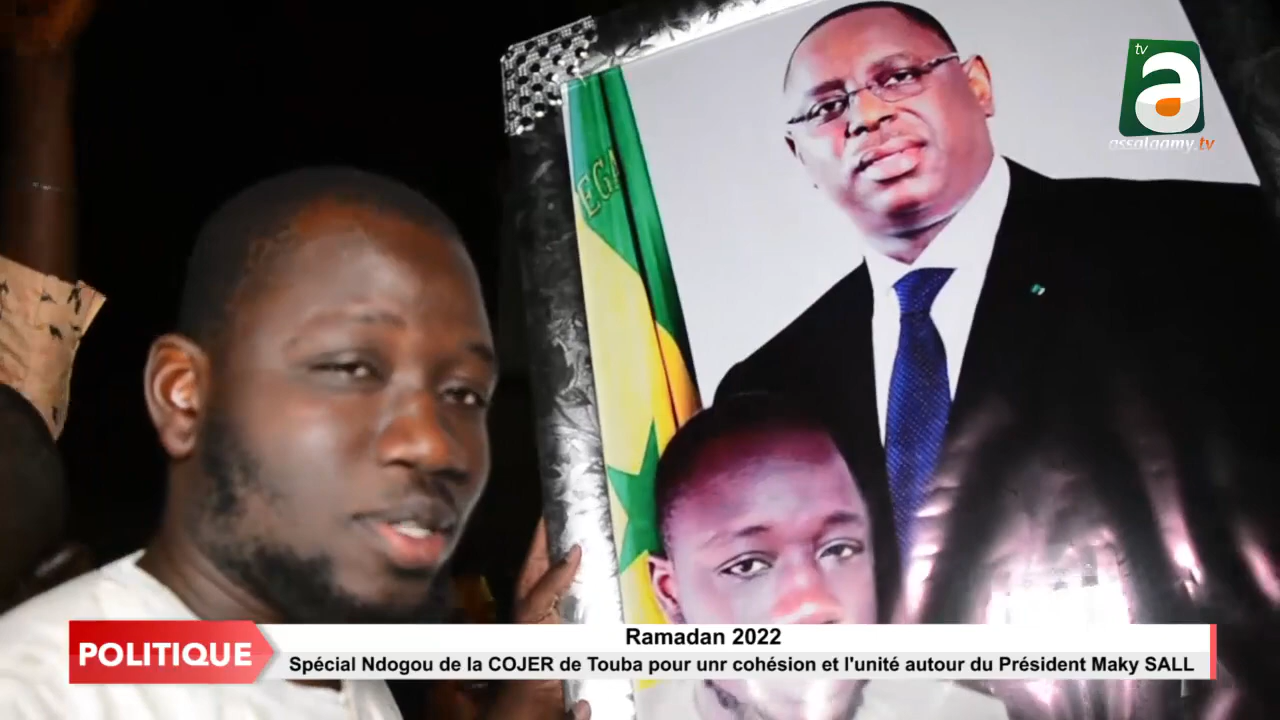 tv
a
assalaamy.tv
EGA
POLITIQUE
Ramadan 2022
Spécial Ndogou de la COJER de Touba pour unr cohésion et l'unité autour du Président Maky SALL